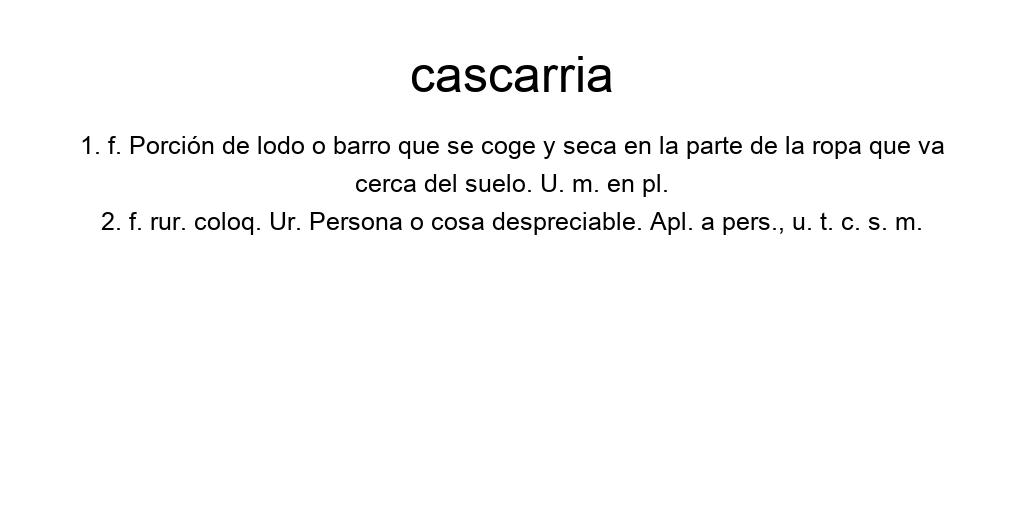 cascarria
1. f. Porción de lodo o barro que se coge y seca en la parte de la ropa que va
cerca del suelo. U. m. en pl.
2. f. rur. coloq. Ur. Persona o cosa despreciable. Apl. a pers., u. t. c. s. m.